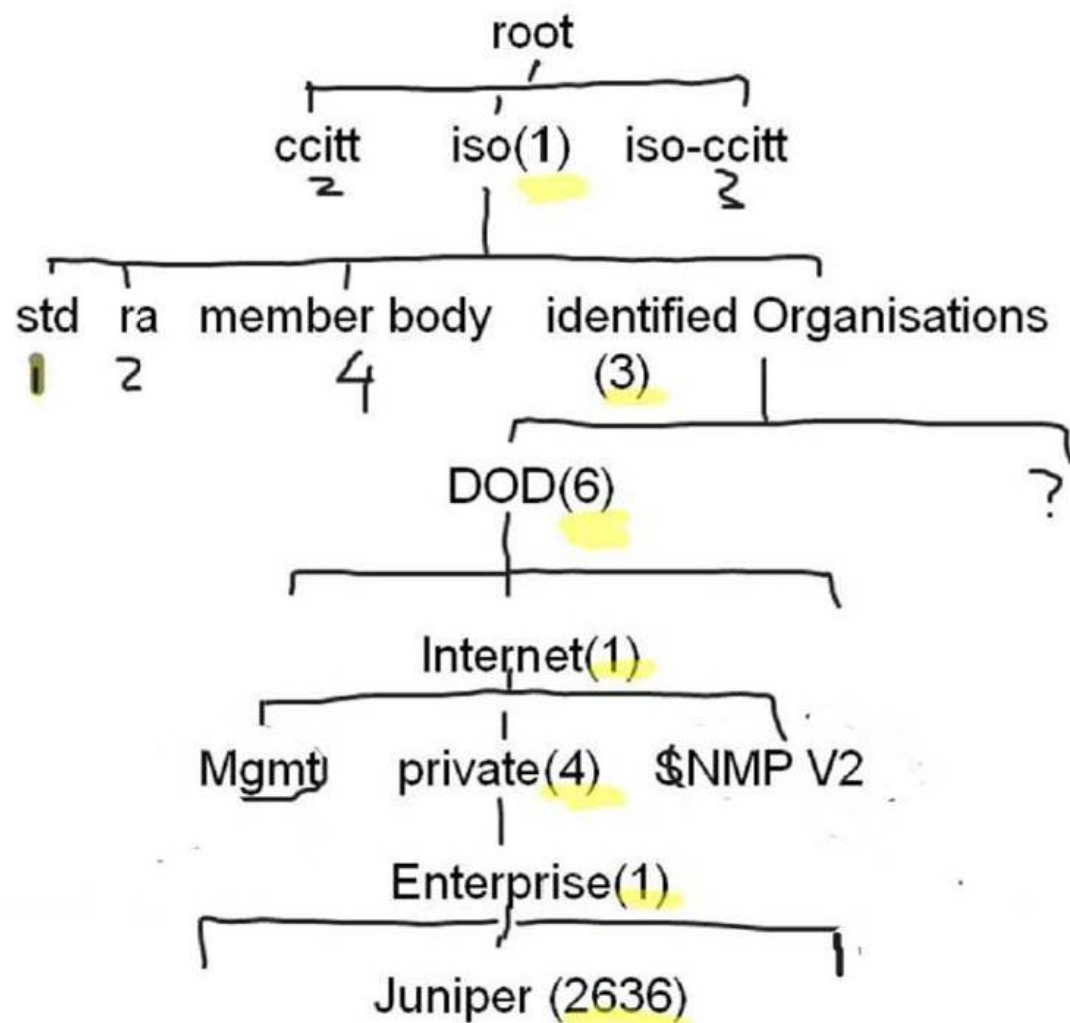 root
ccitt iso(1) iso-ccitt
2 3
std ra member body identified Organisations
1 2 4 (3)
DOD(6) ?
Internet(1)
Mgmt private(4) $NMP V2
Enterprise(1)
Juniper (2636)